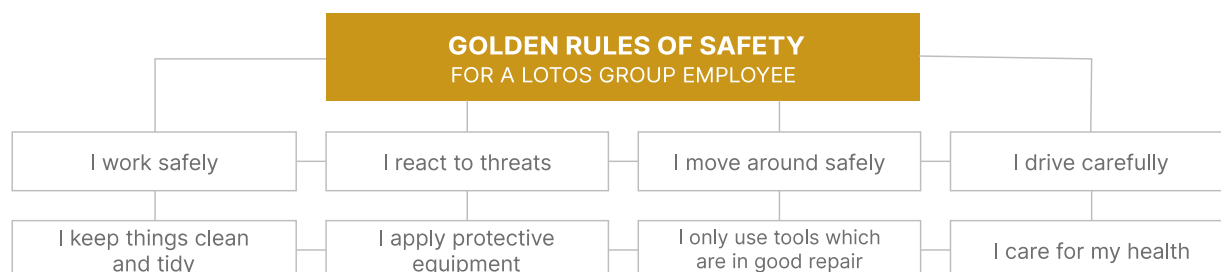 GOLDEN RULES OF SAFETY
FOR A LOTOS GROUP EMPLOYEE
I work safely
I react to threats
I move around safely
I drive carefully
I keep things clean
and tidy
I apply protective
equipment
I only use tools which
are in good repair
I care for my health